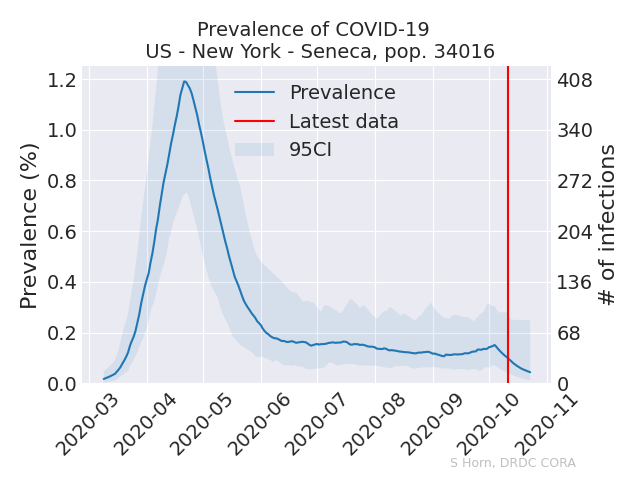 Prevalence of COVID-19
US - New York - Seneca, pop. 34016
Prevalence
Latest data
95CI
Prevalence (%)
1.2
1.0
0.8
0.6
0.4
0.2
0.0
# of infections
408
340
272
204
136
68
0
2020-03
2020-04
2020-05
2020-06
2020-07
2020-08
2020-09
2020-10
2020-11
S Horn, DRDC CORA